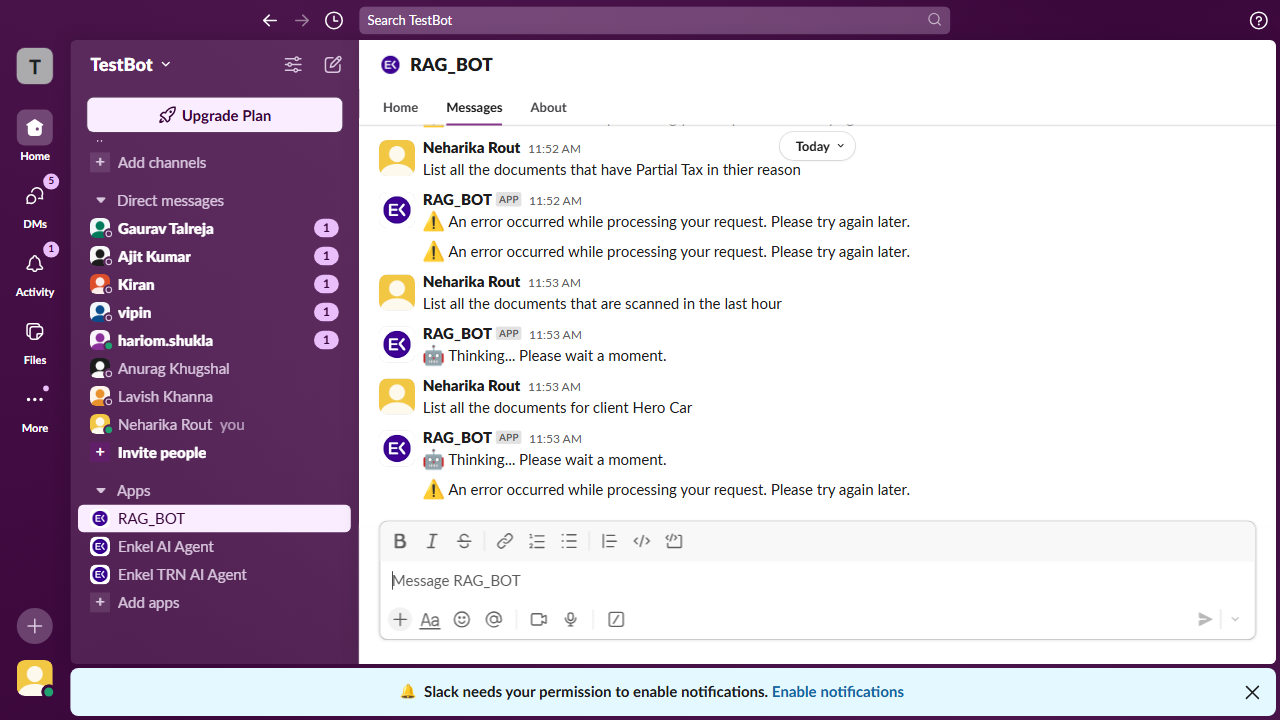 Search TestBot
T
TestBot
Upgrade Plan
Home
Add channels
5
DMs
1
Activity
Files
More
Direct messages
Gaurav Talreja 1
Ajit Kumar 1
Kiran 1
vipin 1
hariom.shukla 1
Anurag Khugshal
Lavish Khanna
Neharika Rout you
Invite people
Apps
RAG_BOT
Enkel AI Agent
Enkel TRN AI Agent
Add apps
RAG_BOT
Home Messages About
Today
Neharika Rout 11:52 AM
List all the documents that have Partial Tax in thier reason
RAG_BOT APP 11:52 AM
⚠️ An error occurred while processing your request. Please try again later.
⚠️ An error occurred while processing your request. Please try again later.
Neharika Rout 11:53 AM
List all the documents that are scanned in the last hour
RAG_BOT APP 11:53 AM
🤖 Thinking... Please wait a moment.
Neharika Rout 11:53 AM
List all the documents for client Hero Car
RAG_BOT APP 11:53 AM
🤖 Thinking... Please wait a moment.
⚠️ An error occurred while processing your request. Please try again later.
Message RAG_BOT
🔔 Slack needs your permission to enable notifications. Enable notifications